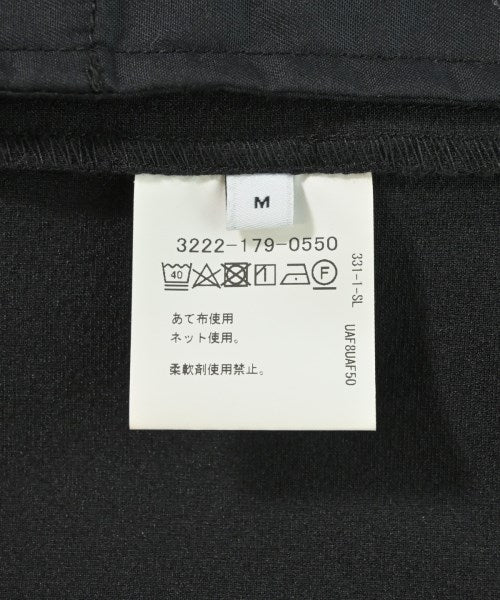 M
3222-179-0550
40 F
あて布使用
ネット使用。
柔軟剤使用禁止。
331-1-SL
UAF8UAF50